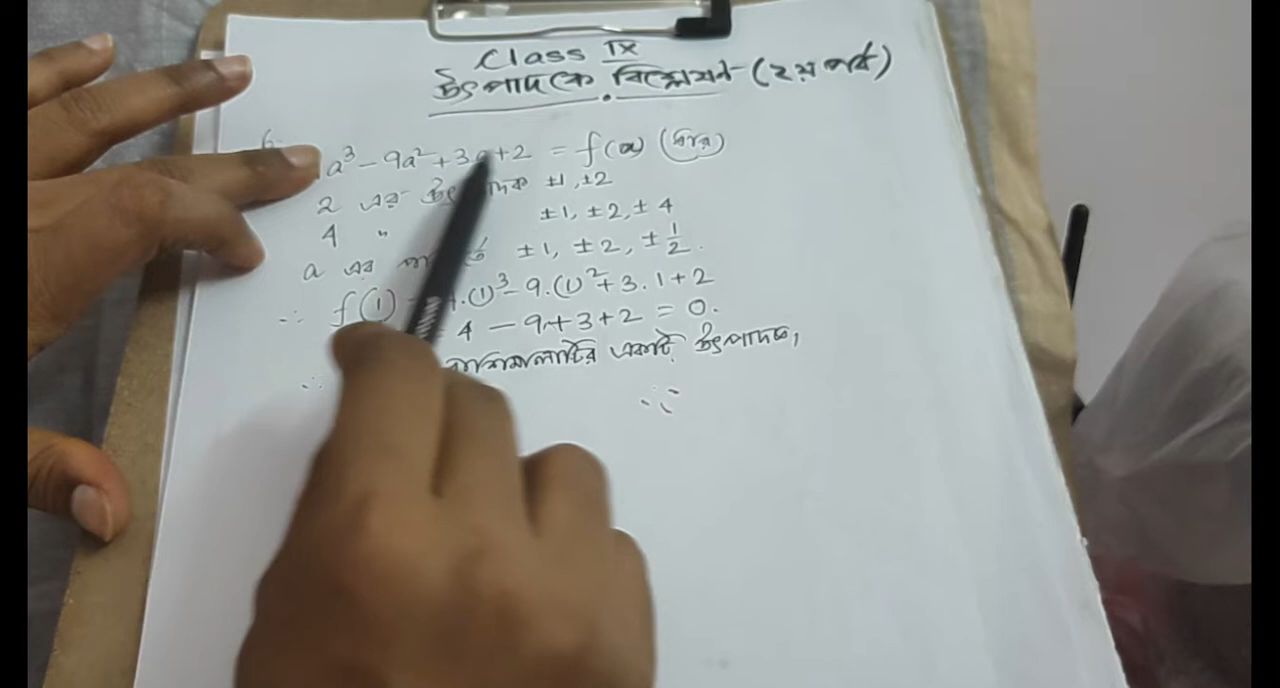 Class IX
উৎপাদকে বিশ্লেষণ (২য় পর্ব)
a³ - 9a² + 3a + 2 = f(a) (ধরি)
2 এর ±1, ±2
4 " ±1, ±2, ±4
a এর ±1, ±2, ±1/2.
∴ f(1) .(1)³ - 9.(1)² + 3.1 + 2
4 - 9 + 3 + 2 = 0.
∴ রাশিমালাটির একটি উৎপাদক,
∴